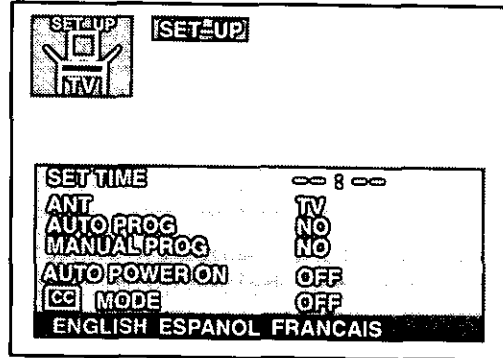 SET-UP
TV
SET-UP
SET TIME -- : --
ANT TV
AUTO PROG NO
MANUAL PROG NO
AUTO POWER ON OFF
CC MODE OFF
ENGLISH ESPANOL FRANCAIS